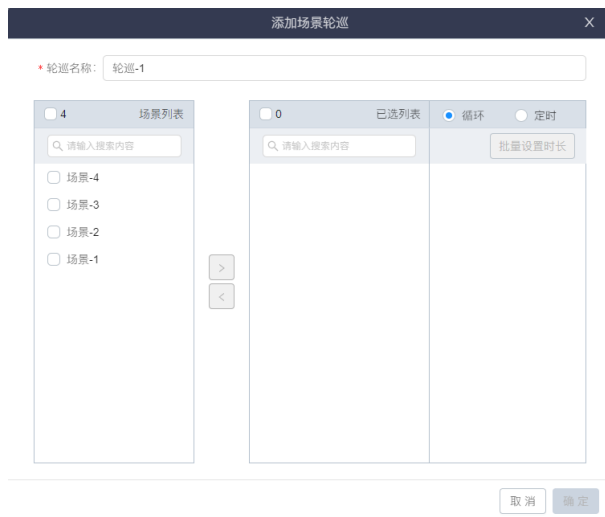 添加场景轮巡 X
* 轮巡名称: 轮巡-1
4 场景列表
请输入搜索内容
场景-4
场景-3
场景-2
场景-1
>
<
0 已选列表
请输入搜索内容
循环 定时
批量设置时长
取消 确定